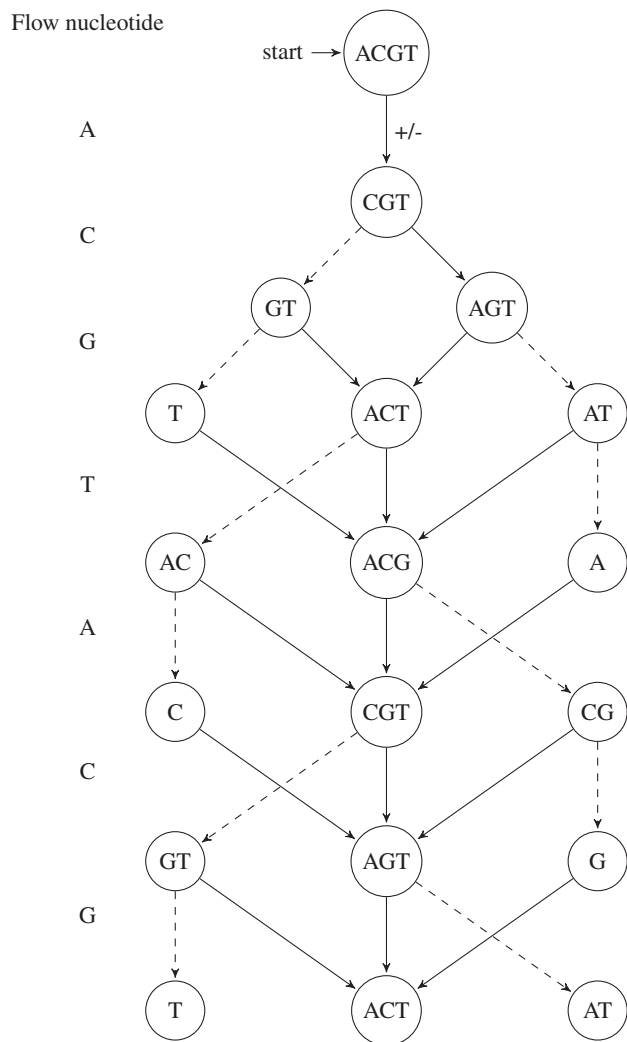 Flow nucleotide
start
ACGT
A
+/-
CGT
C
GT
AGT
G
T
ACT
AT
T
AC
ACG
A
A
C
CGT
CG
C
GT
AGT
G
G
T
ACT
AT